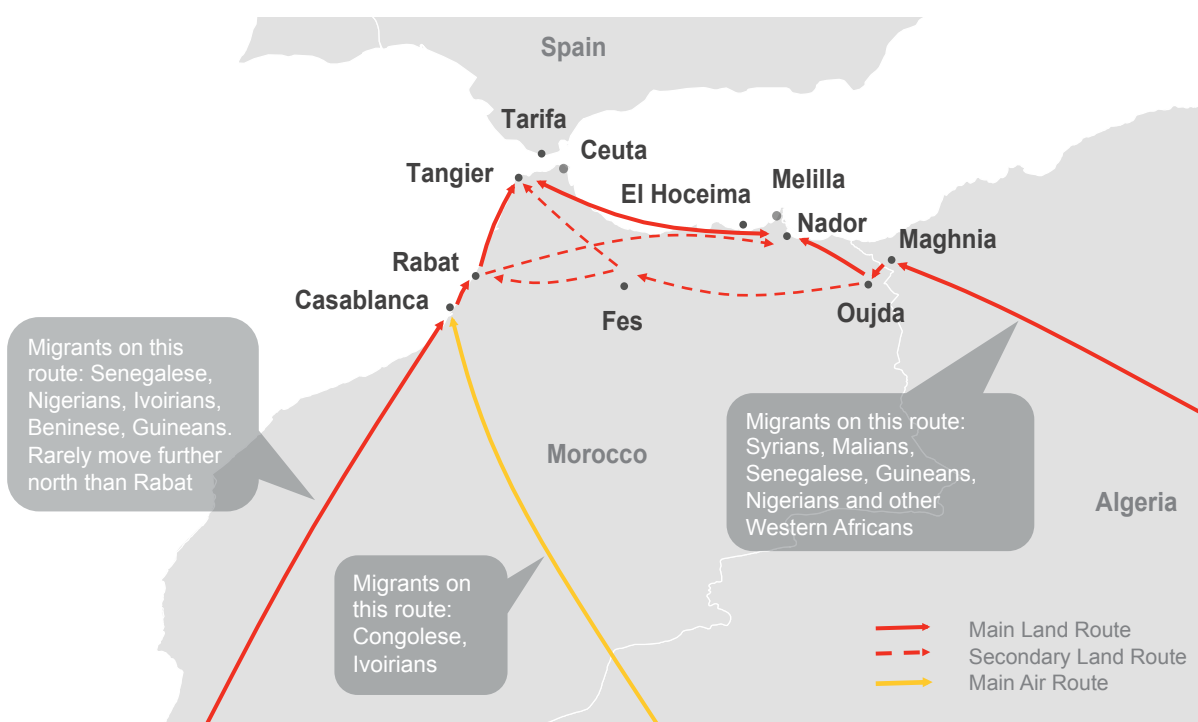 Spain
Tarifa
Ceuta
Tangier
El Hoceima
Melilla
Nador
Maghnia
Rabat
Casablanca
Fes
Oujda
Migrants on this
route: Senegalese,
Nigerians, Ivoirians,
Beninese, Guineans.
Rarely move further
north than Rabat
Migrants on this route:
Syrians, Malians,
Senegalese, Guineans,
Nigerians and other
Western Africans
Morocco
Algeria
Migrants on
this route:
Congolese,
Ivoirians
Main Land Route
Secondary Land Route
Main Air Route